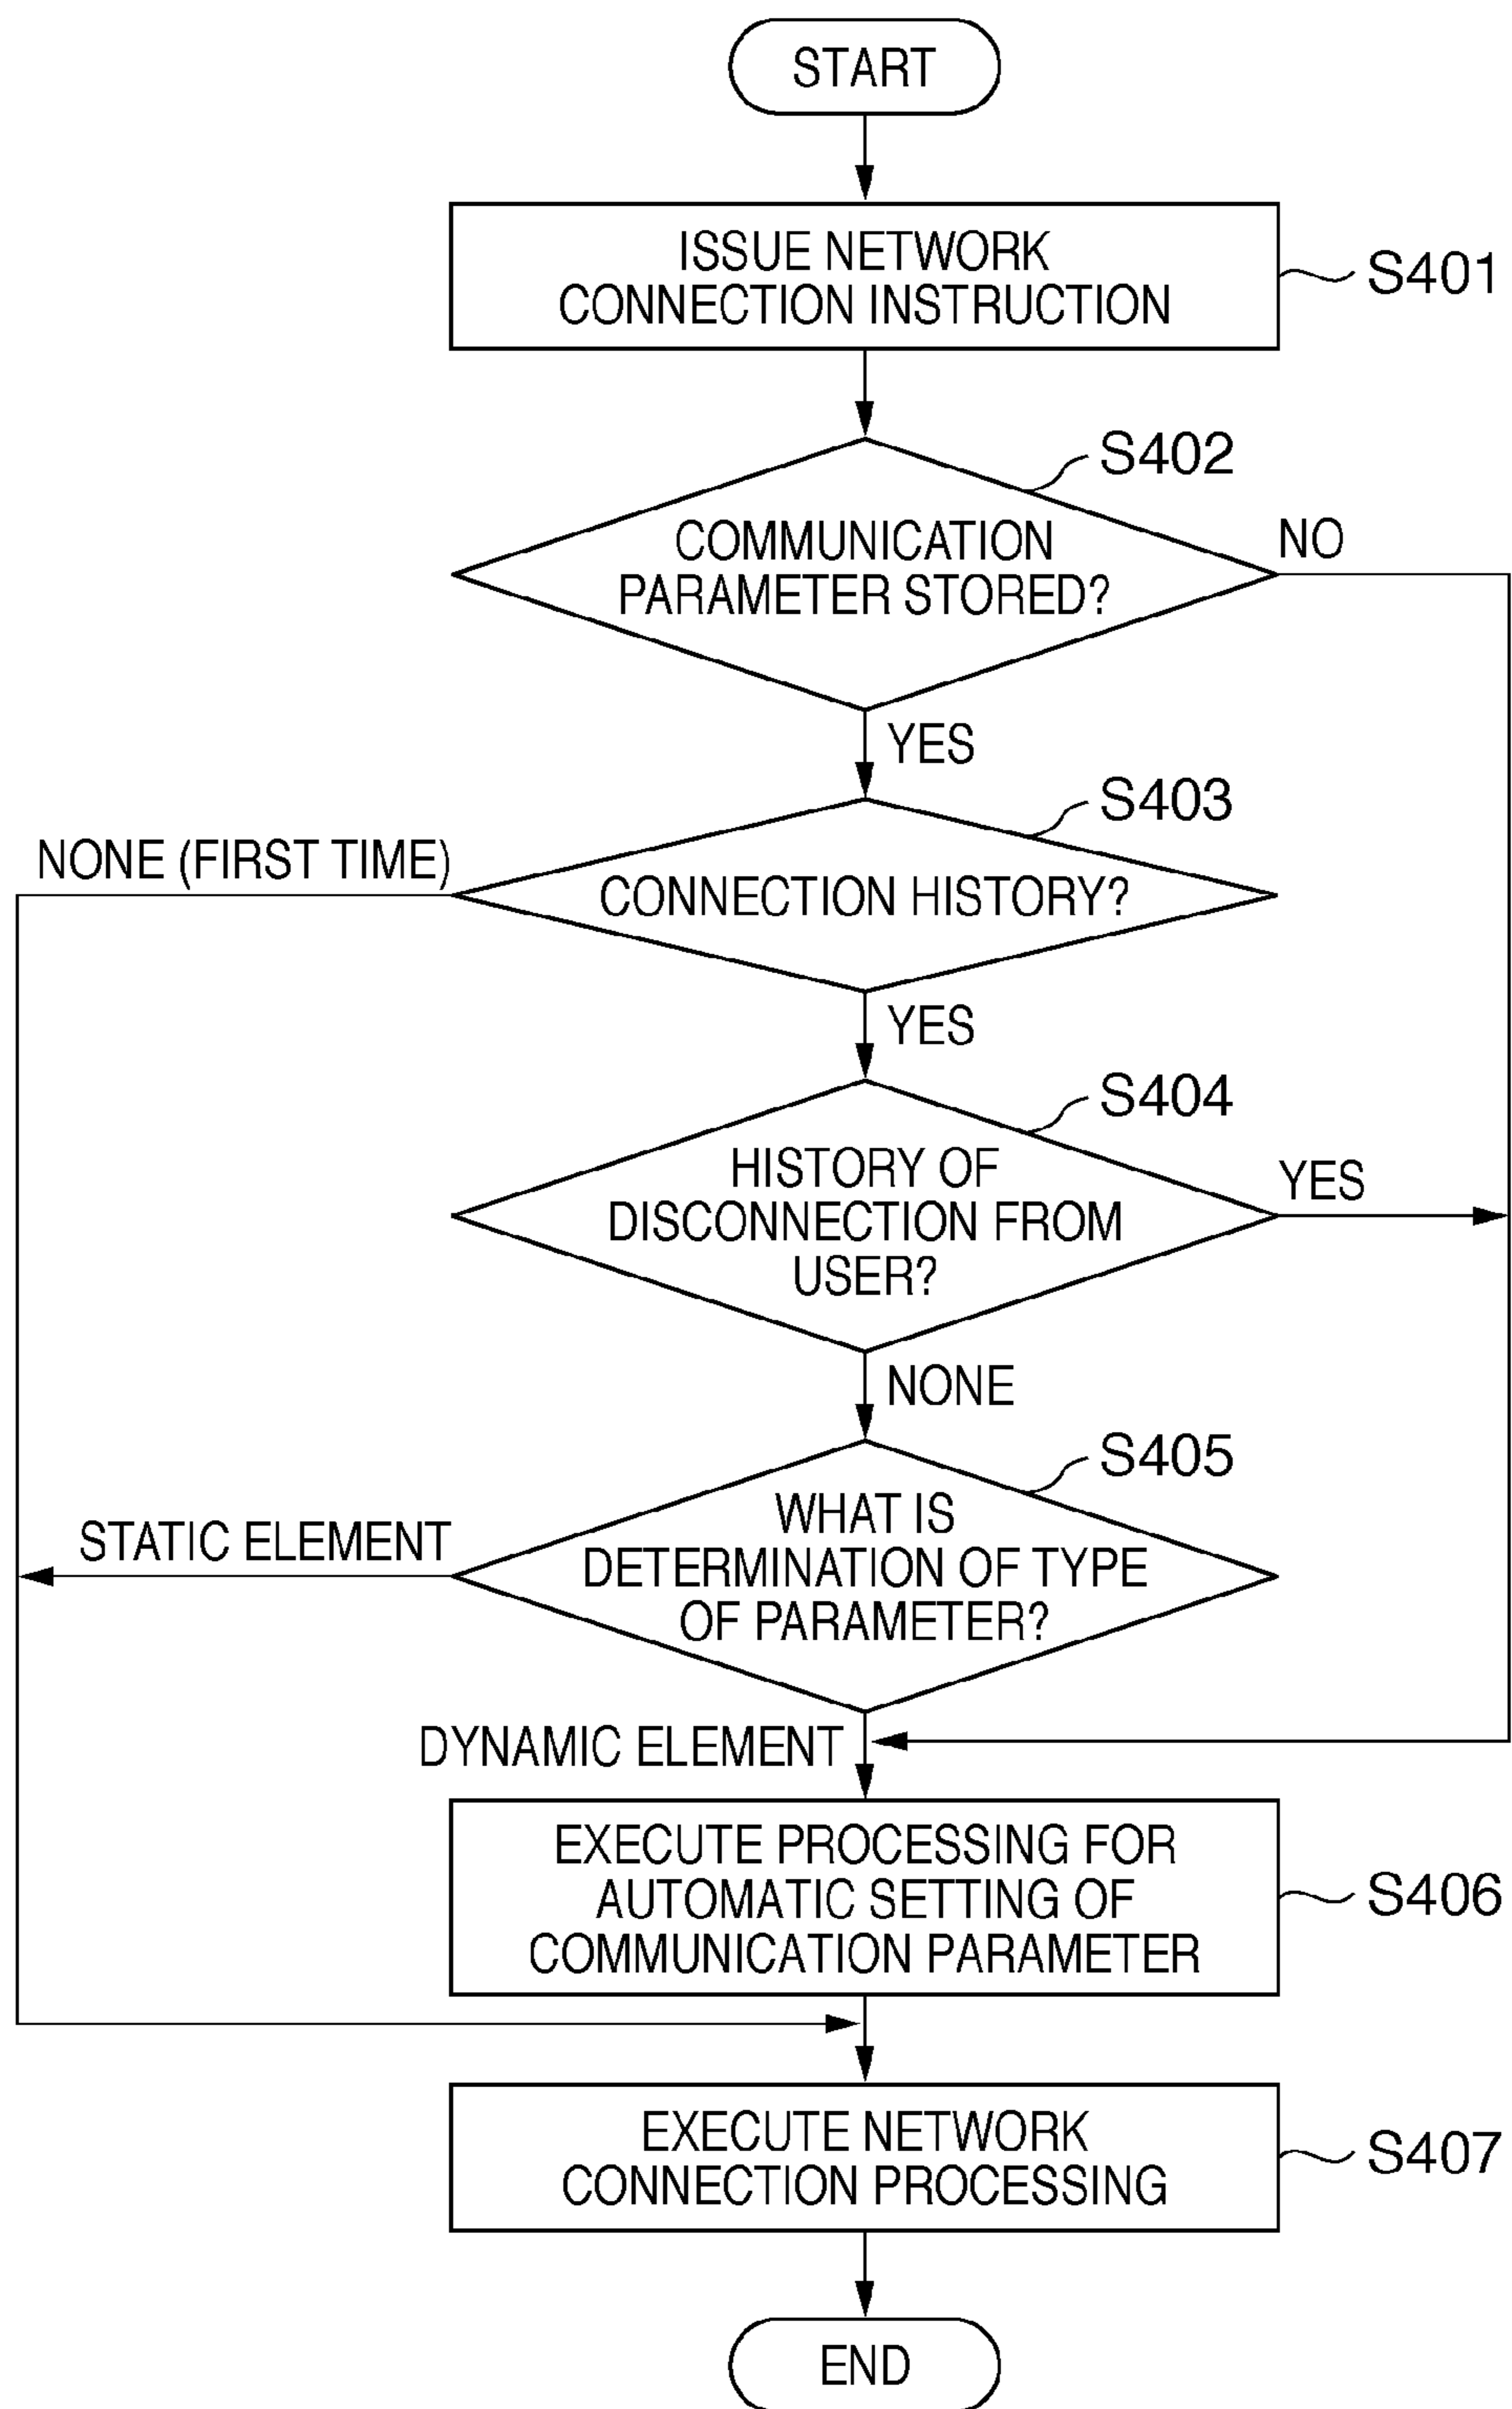 START
ISSUE NETWORK
CONNECTION INSTRUCTION
S401
S402
COMMUNICATION
PARAMETER STORED?
NO
YES
S403
NONE (FIRST TIME)
CONNECTION HISTORY?
YES
S404
HISTORY OF
DISCONNECTION FROM
USER?
YES
NONE
S405
WHAT IS
DETERMINATION OF TYPE
OF PARAMETER?
STATIC ELEMENT
DYNAMIC ELEMENT
EXECUTE PROCESSING FOR
AUTOMATIC SETTING OF
COMMUNICATION PARAMETER
S406
EXECUTE NETWORK
CONNECTION PROCESSING
S407
END